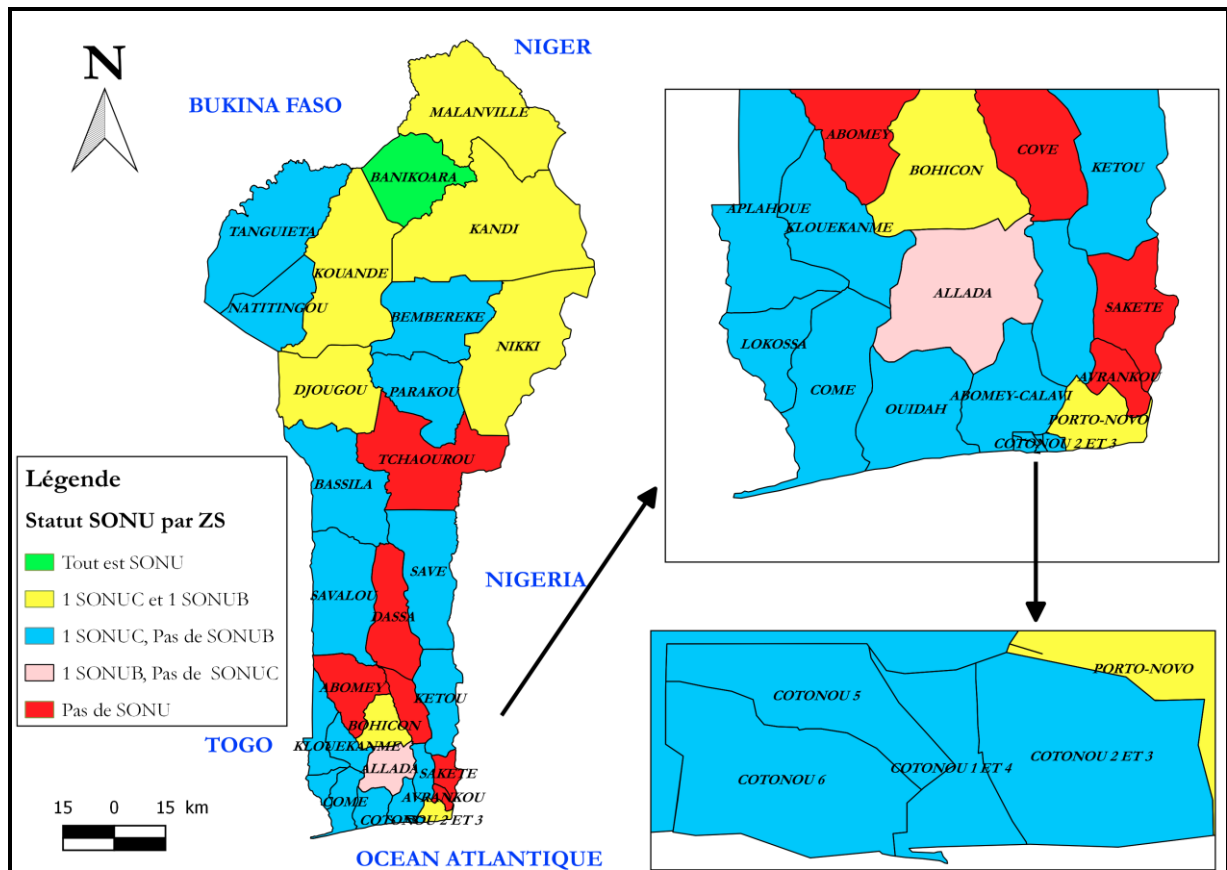 N
NIGER
BUKINA FASO
MALANVILLE
BANIKOARA
KANDI
TANGUIETA
KOUANDE
NATITINGOU
BEMBEREKE
NIKKI
DJOUGOU
PARAKOU
TCHAOUROU
BASSILA
SAVE
NIGERIA
SAVALOU
DASSA
ABOMEY
KETOU
BOHICON
TOGO
KLOUEKANME
ALLADA
SAKETE
COME
AVRANKOU
COTONOU 2 ET 3
OCEAN ATLANTIQUE
Légende
Statut SONU par ZS
Tout est SONU
1 SONUC et 1 SONUB
1 SONUC, Pas de SONUB
1 SONUB, Pas de SONUC
Pas de SONU
15 0 15 km
ABOMEY
COVE
BOHICON
KETOU
APLAHOUE
KLOUEKANME
ALLADA
SAKETE
LOKOSSA
COME
AVRANKOU
OUIDAH
ABOMEY-CALAVI
PORTO-NOVO
COTONOU 2 ET 3
PORTO-NOVO
COTONOU 5
COTONOU 2 ET 3
COTONOU 6
COTONOU 1 ET 4